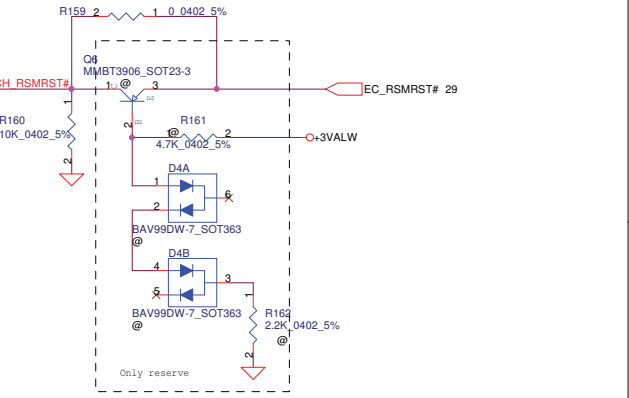 R159 2 1 0_0402_5%
Q6
MMBT3906_SOT23-3
CH_RSMRST# 1 @ 3 EC_RSMRST# 29
C E
B
1 2
R160
10K_0402_5%
2
R161
1 @ 2 +3VALW
4.7K_0402_5%
D4A
1 6
2
BAV99DW-7_SOT363
@
D4B
4 3
5
BAV99DW-7_SOT363
@
1
R162
2.2K_0402_5%
@
2
Only reserve